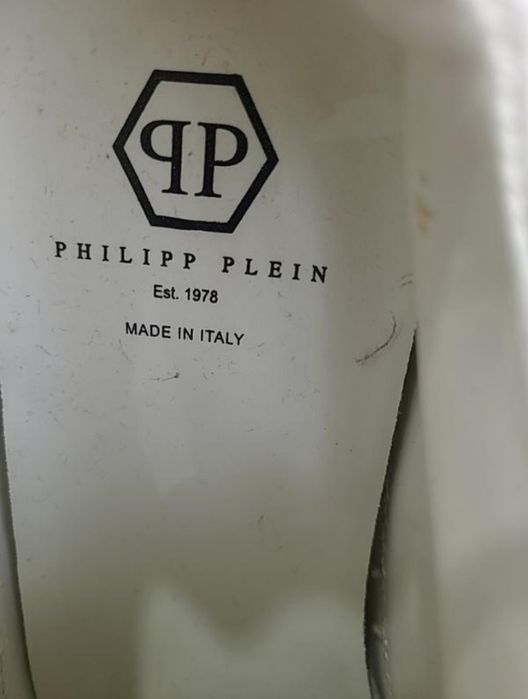 PP
PHILIPP PLEIN
Est. 1978
MADE IN ITALY